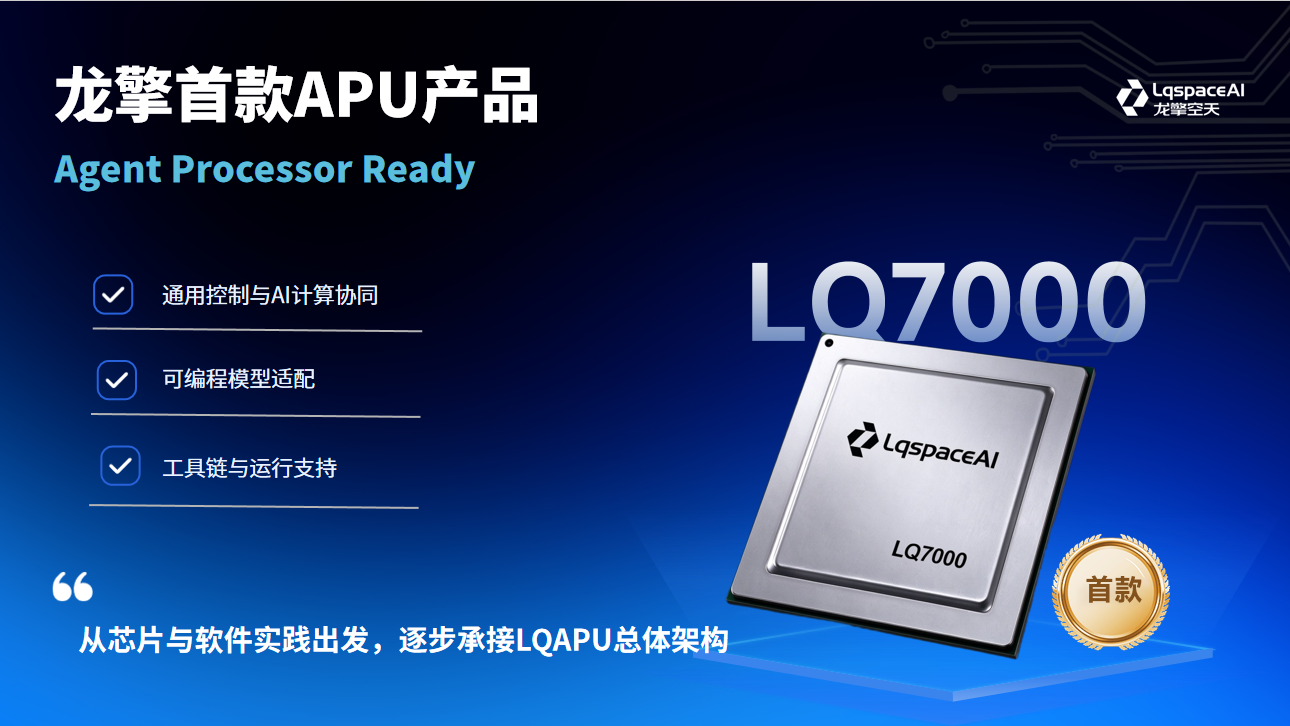 龙擎首款APU产品
LqspaceAI
龙擎空天
Agent Processor Ready
通用控制与AI计算协同
可编程模型适配
工具链与运行支持
LQ7000
LqspaceAI
LQ7000
首款
“
从芯片与软件实践出发，逐步承接LQAPU总体架构